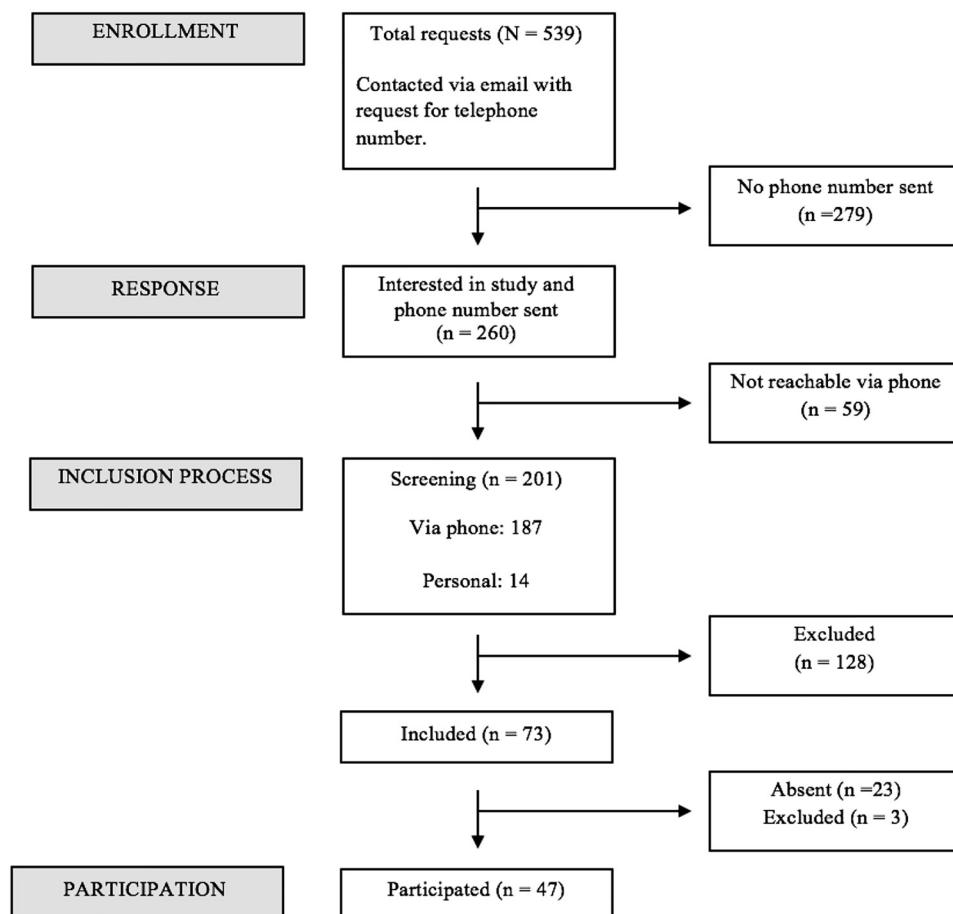 ENROLLMENT
Total requests (N = 539)
Contacted via email with
request for telephone
number.
No phone number sent
(n =279)
RESPONSE
Interested in study and
phone number sent
(n = 260)
Not reachable via phone
(n = 59)
INCLUSION PROCESS
Screening (n = 201)
Via phone: 187
Personal: 14
Excluded
(n = 128)
Included (n = 73)
Absent (n =23)
Excluded (n = 3)
PARTICIPATION
Participated (n = 47)